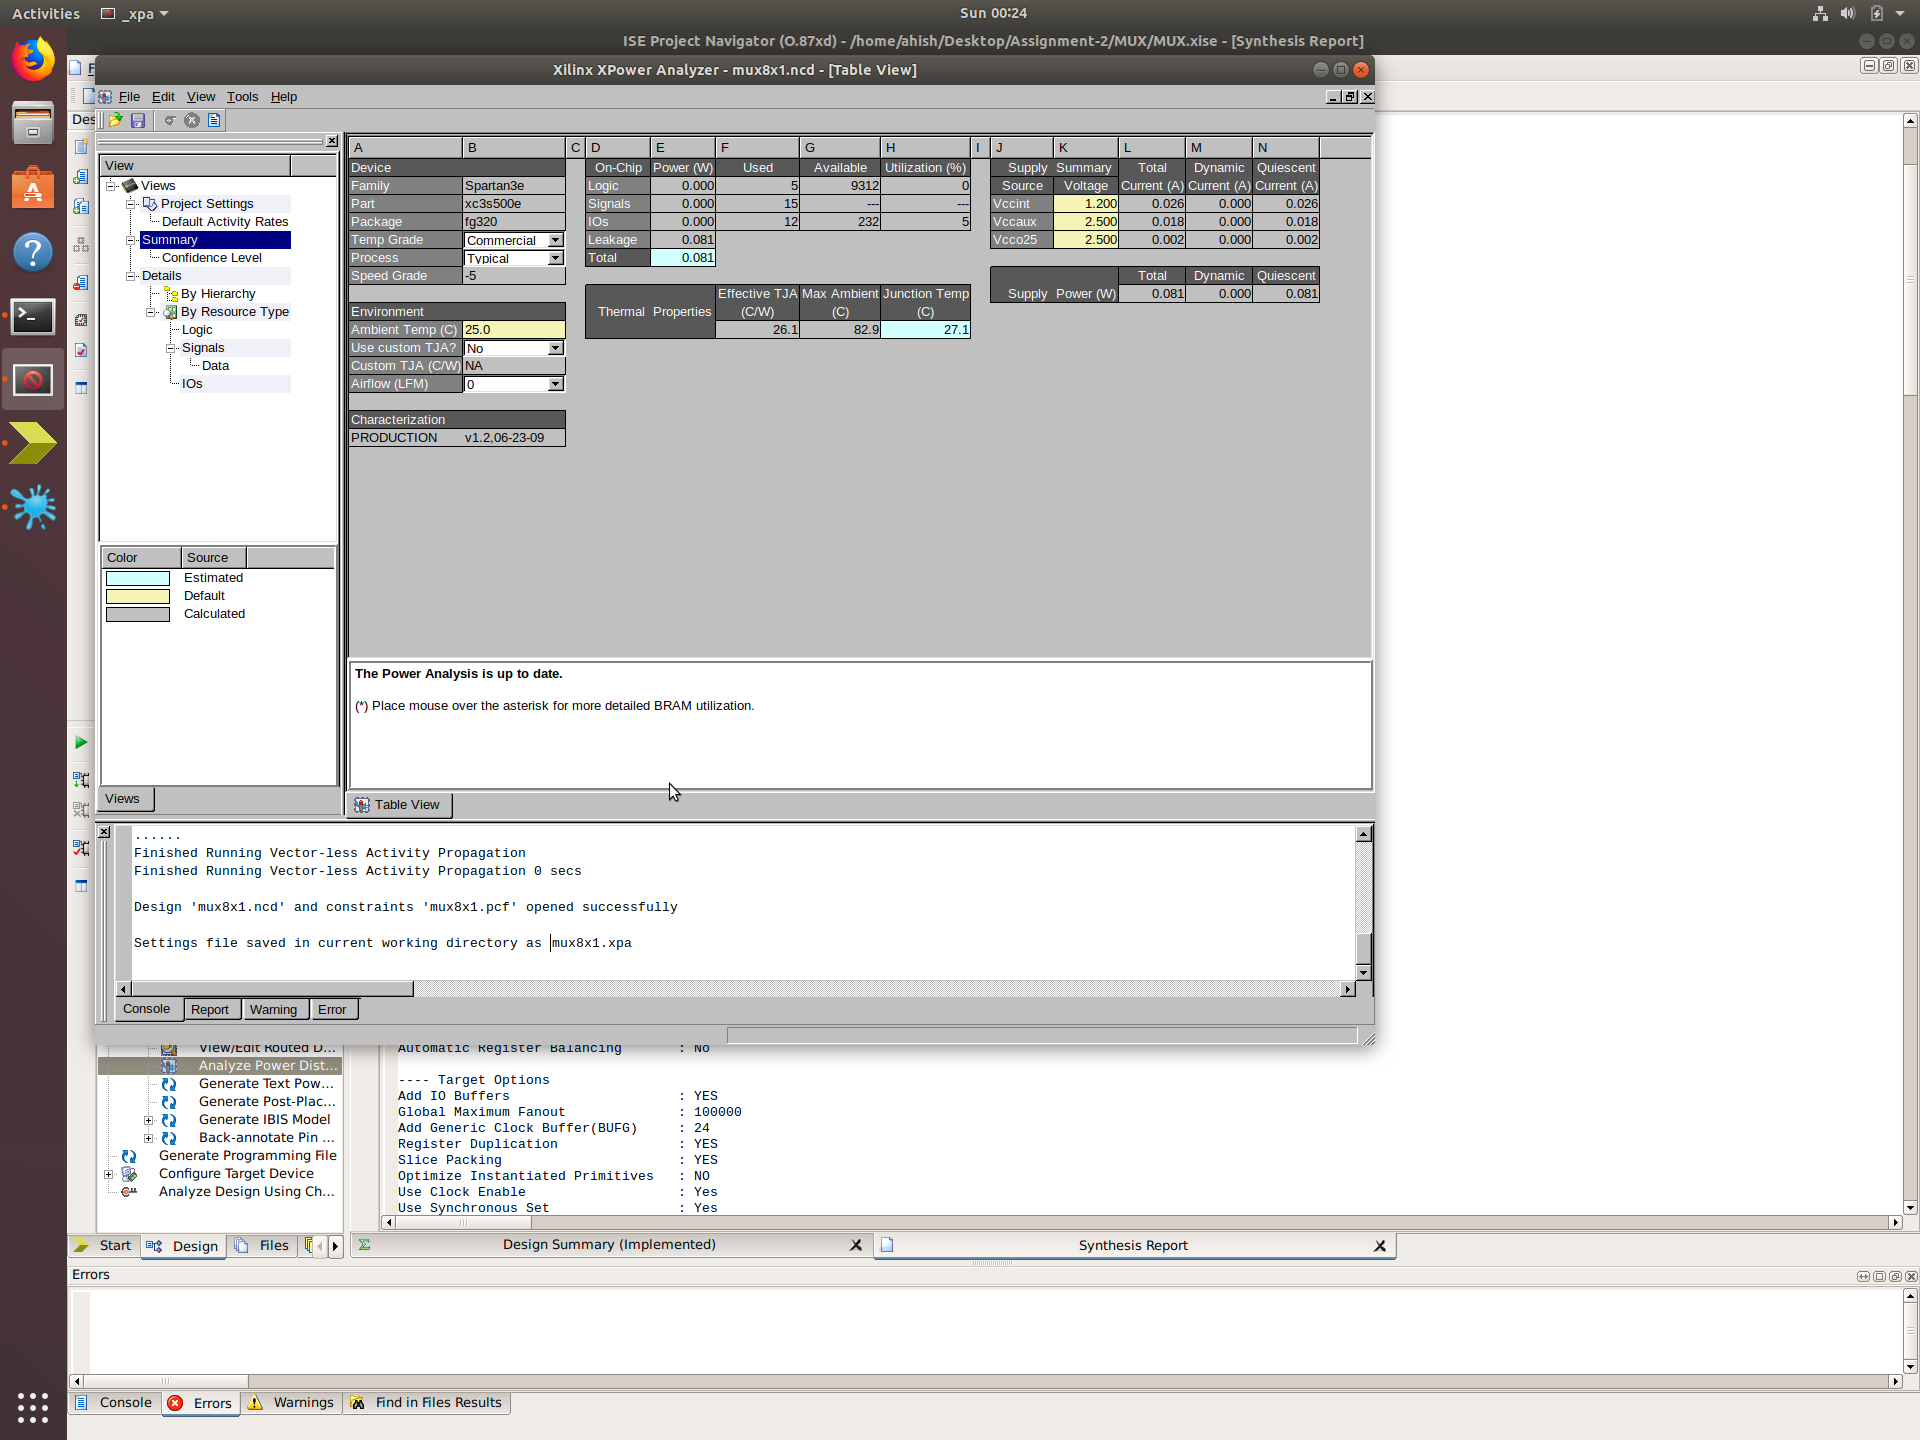 Activities _xpa Sun 00:24
ISE Project Navigator (O.87xd) - /home/ahish/Desktop/Assignment-2/MUX/MUX.xise - [Synthesis Report]
Xilinx XPower Analyzer - mux8x1.ncd - [Table View]
File Edit View Tools Help
Des
View
Views
Project Settings
Default Activity Rates
Summary
Confidence Level
Details
By Hierarchy
By Resource Type
Logic
Signals
Data
IOs
Color Source
Estimated
Default
Calculated
Views
A B C D E F G H I J K L M N
Device
Family Spartan3e
Part xc3s500e
Package fg320
Temp Grade Commercial
Process Typical
Speed Grade -5
Environment
Ambient Temp (C) 25.0
Use custom TJA? No
Custom TJA (C/W) NA
Airflow (LFM) 0
Characterization
PRODUCTION v1.2,06-23-09
On-Chip Power (W) Used Available Utilization (%)
Logic 0.000 5 9312 0
Signals 0.000 15 --- ---
IOs 0.000 12 232 5
Leakage 0.081
Total 0.081
Effective TJA Max Ambient Junction Temp
Thermal Properties (C/W) (C) (C)
26.1 82.9 27.1
Supply Summary Total Dynamic Quiescent
Source Voltage Current (A) Current (A) Current (A)
Vccint 1.200 0.026 0.000 0.026
Vccaux 2.500 0.018 0.000 0.018
Vcco25 2.500 0.002 0.000 0.002
Total Dynamic Quiescent
Supply Power (W) 0.081 0.000 0.081
The Power Analysis is up to date.
(*) Place mouse over the asterisk for more detailed BRAM utilization.
Table View
......
Finished Running Vector-less Activity Propagation
Finished Running Vector-less Activity Propagation 0 secs
Design 'mux8x1.ncd' and constraints 'mux8x1.pcf' opened successfully
Settings file saved in current working directory as mux8x1.xpa
Console Report Warning Error
View/Edit Routed D...
Analyze Power Dist...
Generate Text Pow...
Generate Post-Plac...
Generate IBIS Model
Back-annotate Pin ...
Generate Programming File
Configure Target Device
Analyze Design Using Ch...
Automatic Register Balancing : No
---- Target Options
Add IO Buffers : YES
Global Maximum Fanout : 100000
Add Generic Clock Buffer(BUFG) : 24
Register Duplication : YES
Slice Packing : YES
Optimize Instantiated Primitives : NO
Use Clock Enable : Yes
Use Synchronous Set : Yes
Start Design Files
Design Summary (Implemented) Synthesis Report
Errors
Console Errors Warnings Find in Files Results